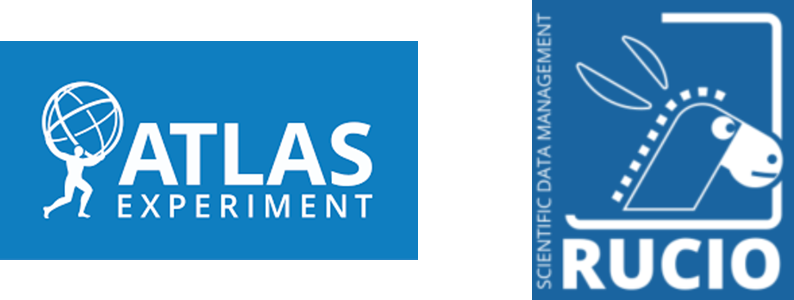 ATLAS
EXPERIMENT
SCIENTIFIC DATA MANAGEMENT
RUCIO